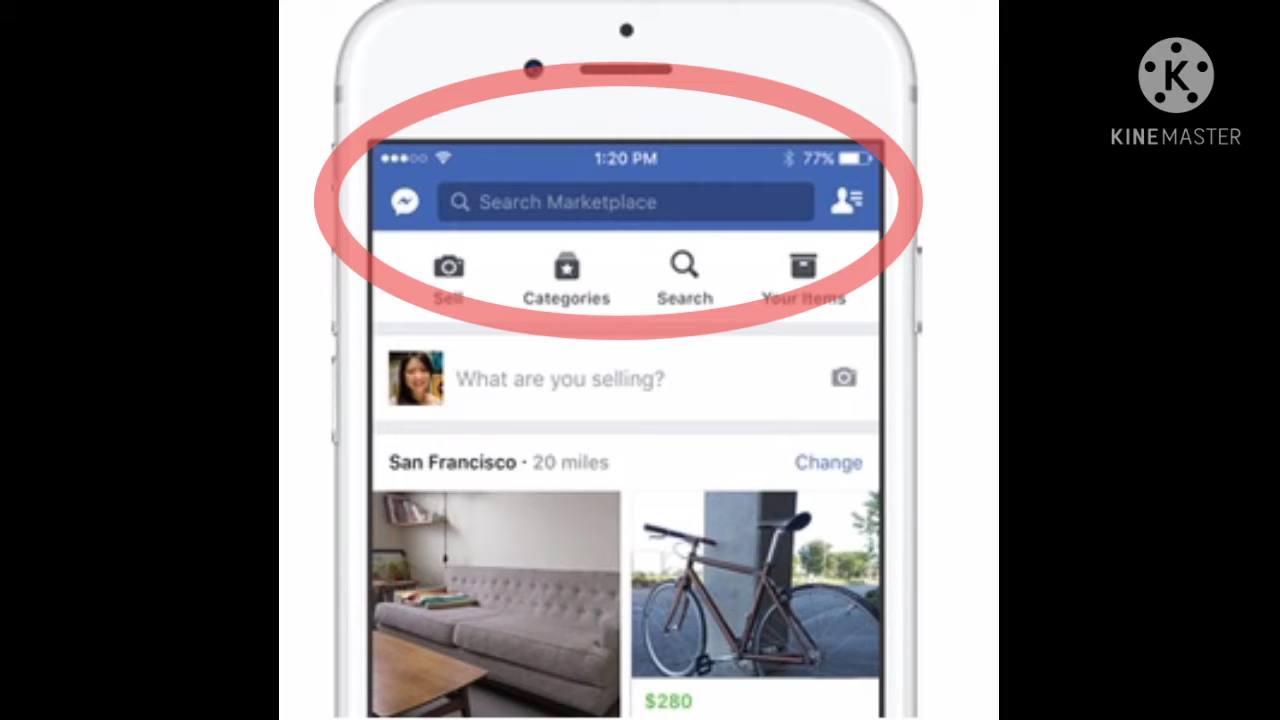 KINEMASTER
1:20 PM 77%
Search Marketplace
Sell Categories Search Your Items
What are you selling?
San Francisco · 20 miles Change
$280